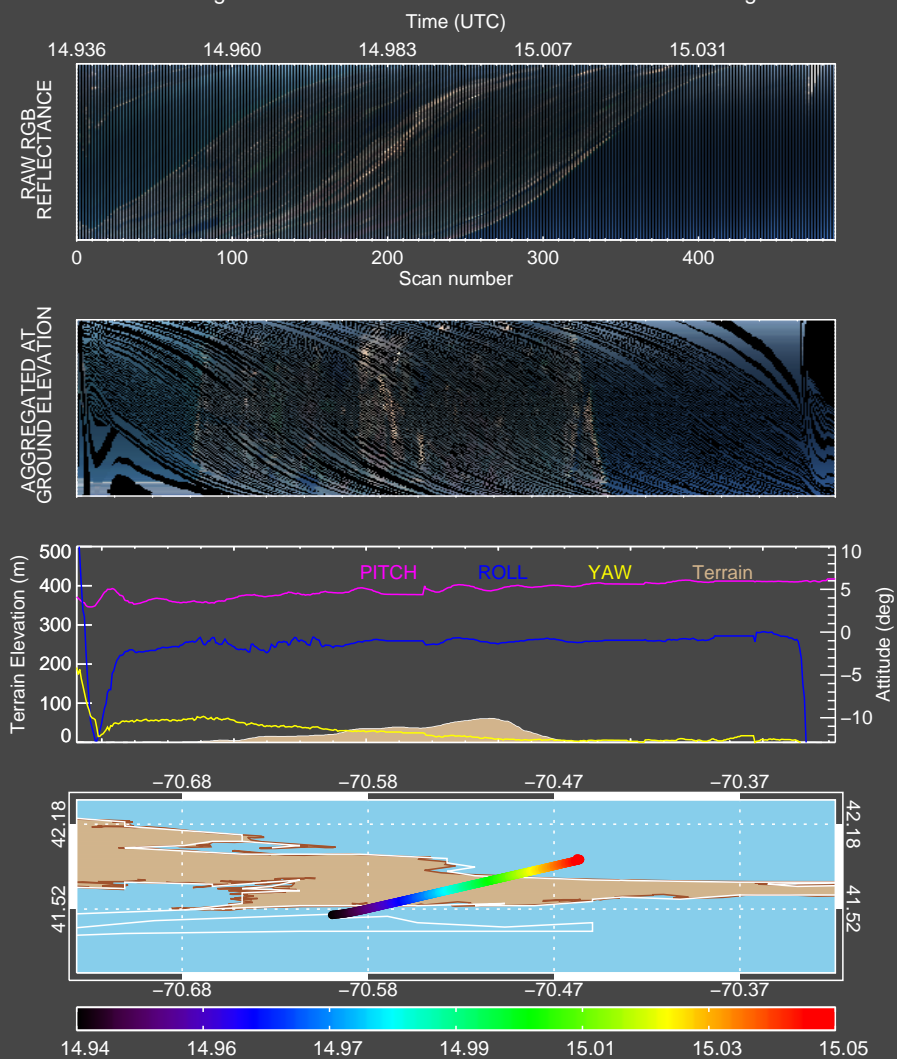 Time (UTC)
14.936 14.960 14.983 15.007 15.031
RAW RGB
REFLECTANCE
0 100 200 300 400
Scan number
AGGREGATED AT
GROUND ELEVATION
Terrain Elevation (m)
500
400
300
200
100
0
PITCH ROLL YAW Terrain
10
5
0
−5
−10
Attitude (deg)
−70.68 −70.58 −70.47 −70.37
42.18 42.18
41.52 41.52
−70.68 −70.58 −70.47 −70.37
14.94 14.96 14.97 14.99 15.01 15.03 15.05